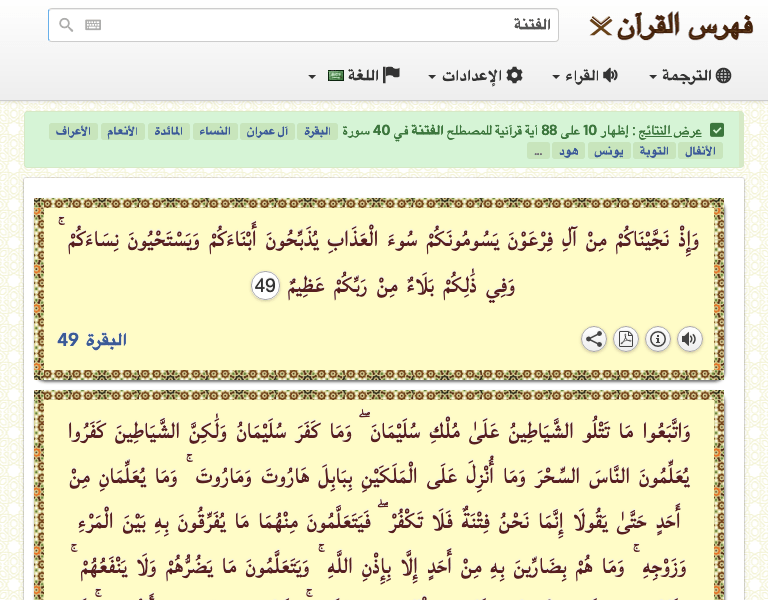 فهرس القرآن
الفتنة
الترجمة
القراء
الإعدادات
اللغة
عرض النتائج : إظهار 10 على 88 آية قرآنية للمصطلح الفتنة في 40 سورة البقرة آل عمران النساء المائدة الأنعام الأعراف
الأنفال التوبة يونس هود ...
وَإِذْ نَجَّيْنَاكُمْ مِنْ آلِ فِرْعَوْنَ يَسُومُونَكُمْ سُوءَ الْعَذَابِ يُذَبِّحُونَ أَبْنَاءَكُمْ وَيَسْتَحْيُونَ نِسَاءَكُمْ ۚ
وَفِي ذَٰلِكُمْ بَلَاءٌ مِنْ رَبِّكُمْ عَظِيمٌ 49
البقرة 49
وَاتَّبَعُوا مَا تَتْلُو الشَّيَاطِينُ عَلَىٰ مُلْكِ سُلَيْمَانَ ۖ وَمَا كَفَرَ سُلَيْمَانُ وَلَٰكِنَّ الشَّيَاطِينَ كَفَرُوا
يُعَلِّمُونَ النَّاسَ السِّحْرَ وَمَا أُنْزِلَ عَلَى الْمَلَكَيْنِ بِبَابِلَ هَارُوتَ وَمَارُوتَ ۚ وَمَا يُعَلِّمَانِ مِنْ
أَحَدٍ حَتَّىٰ يَقُولَا إِنَّمَا نَحْنُ فِتْنَةٌ فَلَا تَكْفُرْ ۖ فَيَتَعَلَّمُونَ مِنْهُمَا مَا يُفَرِّقُونَ بِهِ بَيْنَ الْمَرْءِ
وَزَوْجِهِ ۚ وَمَا هُمْ بِضَارِّينَ بِهِ مِنْ أَحَدٍ إِلَّا بِإِذْنِ اللَّهِ ۚ وَيَتَعَلَّمُونَ مَا يَضُرُّهُمْ وَلَا يَنْفَعُهُمْ ۚ